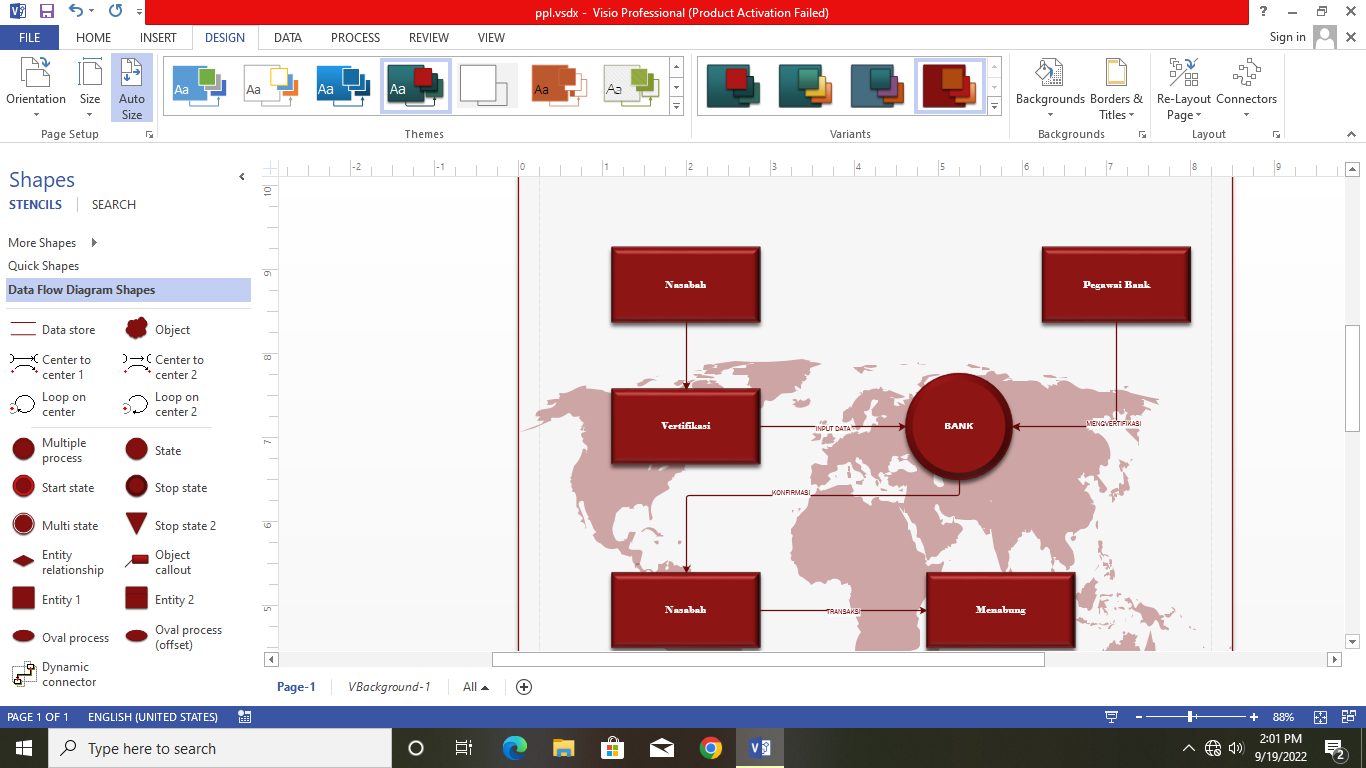 ppl.vsdx - Visio Professional (Product Activation Failed)
FILE HOME INSERT DESIGN DATA PROCESS REVIEW VIEW Sign in
Aa Aa Aa Aa Aa Aa
Orientation Size Auto Size
Backgrounds Borders & Titles Re-Layout Page Connectors
Page Setup Themes Variants Backgrounds Layout
Shapes
STENCILS SEARCH
More Shapes
Quick Shapes
Data Flow Diagram Shapes
Data store Object
Center to center 1 Center to center 2
Loop on center Loop on center 2
Multiple process State
Start state Stop state
Multi state Stop state 2
Entity relationship Object callout
Entity 1 Entity 2
Oval process Oval process (offset)
Dynamic connector
-2 -1 0 1 2 3 4 5 6 7 8 9
10
9
8
7
6
5
Nasabah Pegawai Bank
Vertifikasi INPUT DATA BANK MENGVERTIFIKASI
KONFIRMASI
Nasabah TRANSAKSI Menabung
Page-1 VBackground-1 All
PAGE 1 OF 1 ENGLISH (UNITED STATES) 88%
Type here to search
2:01 PM
9/19/2022
2